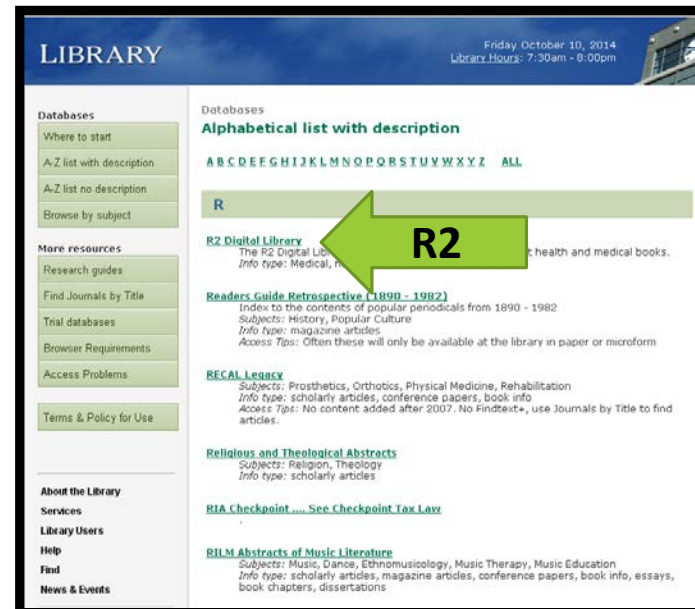 LIBRARY
Friday October 10, 2014
Library Hours: 7:30am - 8:00pm
Databases
Where to start
A-Z list with description
A-Z list no description
Browse by subject
More resources
Research guides
Find Journals by Title
Trial databases
Browser Requirements
Access Problems
Terms & Policy for Use
About the Library
Services
Library Users
Help
Find
News & Events
Databases
Alphabetical list with description
A B C D E F G H I J K L M N O P Q R S T U V W X Y Z ALL
R
R2 Digital Library
R2
The R2 Digital health and medical books.
Info type: Medical,
Readers Guide Retrospective (1890 - 1982)
Index to the contents of popular periodicals from 1890 - 1982
Subjects: History, Popular Culture
Info type: magazine articles
Access Tips: Often these will only be available at the library in paper or microform
RECAL Legacy
Subjects: Prosthetics, Orthotics, Physical Medicine, Rehabilitation
Info type: scholarly articles, conference papers, book info
Access Tips: No content added after 2007. No Findtext+, use Journals by Title to find
articles.
Religious and Theological Abstracts
Subjects: Religion, Theology
Info type: scholarly articles
RIA Checkpoint .... See Checkpoint Tax Law
.
RILM Abstracts of Music Literature
Subjects: Music, Dance, Ethnomusicology, Music Therapy, Music Education
Info type: scholarly articles, magazine articles, conference papers, book info, essays,
book chapters, dissertations